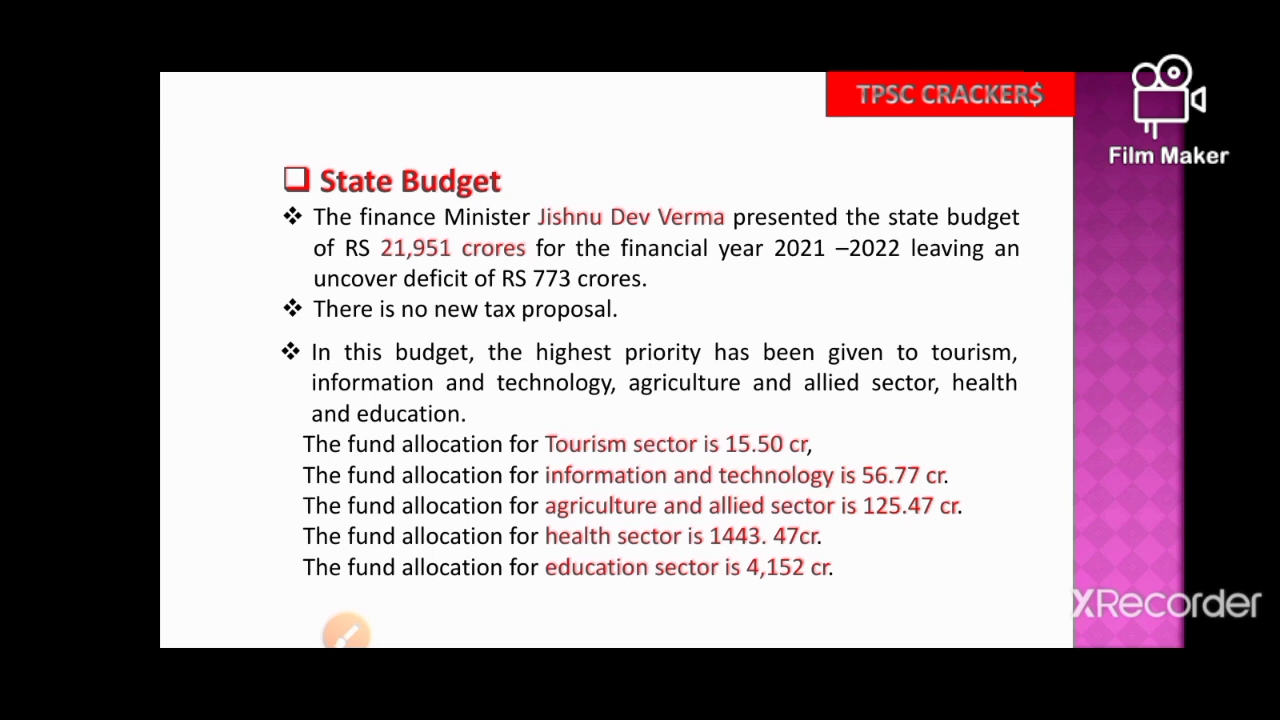 TPSC CRACKER$
Film Maker
❑ State Budget
❖ The finance Minister Jishnu Dev Verma presented the state budget
of RS 21,951 crores for the financial year 2021 –2022 leaving an
uncover deficit of RS 773 crores.
❖ There is no new tax proposal.
❖ In this budget, the highest priority has been given to tourism,
information and technology, agriculture and allied sector, health
and education.
The fund allocation for Tourism sector is 15.50 cr,
The fund allocation for information and technology is 56.77 cr.
The fund allocation for agriculture and allied sector is 125.47 cr.
The fund allocation for health sector is 1443. 47cr.
The fund allocation for education sector is 4,152 cr.
XRecorder